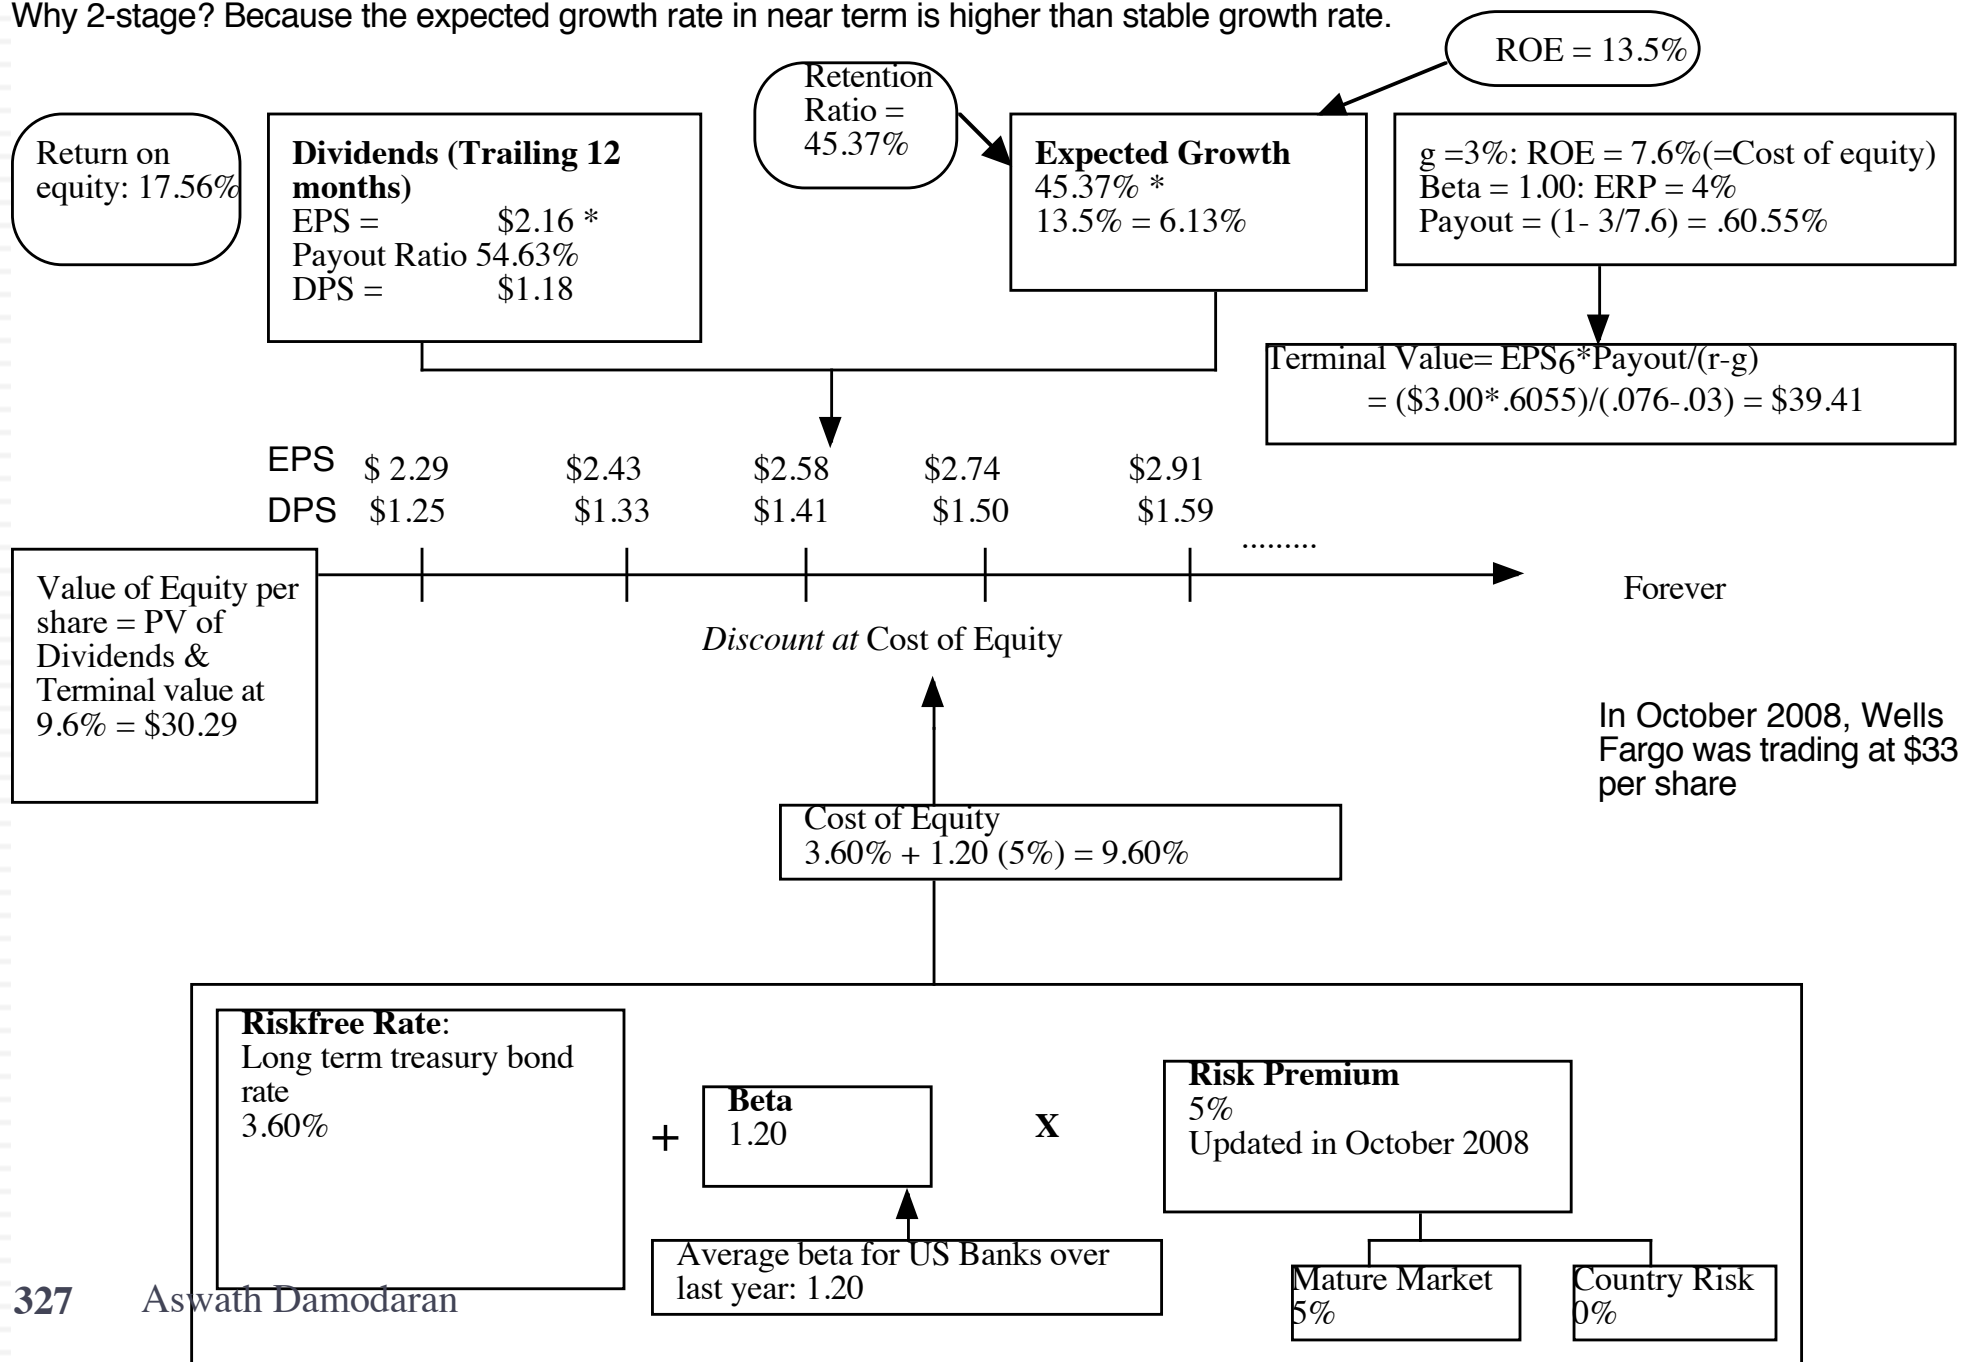 Why 2-stage? Because the expected growth rate in near term is higher than stable growth rate.
ROE = 13.5%
Retention
Ratio =
45.37%
Return on
equity: 17.56%
Dividends (Trailing 12
months)
EPS = $2.16 *
Payout Ratio 54.63%
DPS = $1.18
Expected Growth
45.37% *
13.5% = 6.13%
g =3%: ROE = 7.6%(=Cost of equity)
Beta = 1.00: ERP = 4%
Payout = (1- 3/7.6) = .60.55%
Terminal Value= EPS6*Payout/(r-g)
= ($3.00*.6055)/(.076-.03) = $39.41
EPS $ 2.29 $2.43 $2.58 $2.74 $2.91
DPS $1.25 $1.33 $1.41 $1.50 $1.59
.........
Forever
Value of Equity per
share = PV of
Dividends &
Terminal value at
9.6% = $30.29
Discount at Cost of Equity
In October 2008, Wells
Fargo was trading at $33
per share
Cost of Equity
3.60% + 1.20 (5%) = 9.60%
Riskfree Rate:
Long term treasury bond
rate
3.60%
+
Beta
1.20
X
Risk Premium
5%
Updated in October 2008
Average beta for US Banks over
last year: 1.20
Mature Market
5%
Country Risk
0%
327 Aswath Damodaran